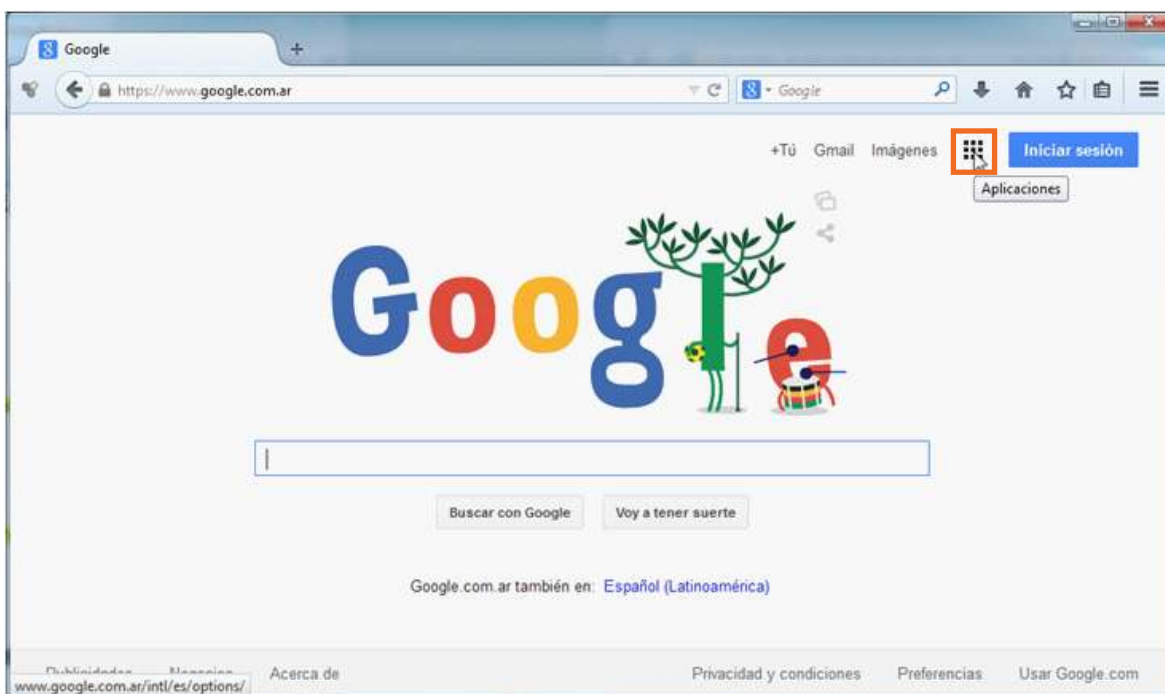 Google
+
https://www.google.com.ar
8 Google
+Tú Gmail Imágenes Iniciar sesión
Aplicaciones
Google
Buscar con Google Voy a tener suerte
Google.com.ar también en: Español (Latinoamérica)
Acerca de Privacidad y condiciones Preferencias Usar Google.com
www.google.com.ar/intl/es/options/